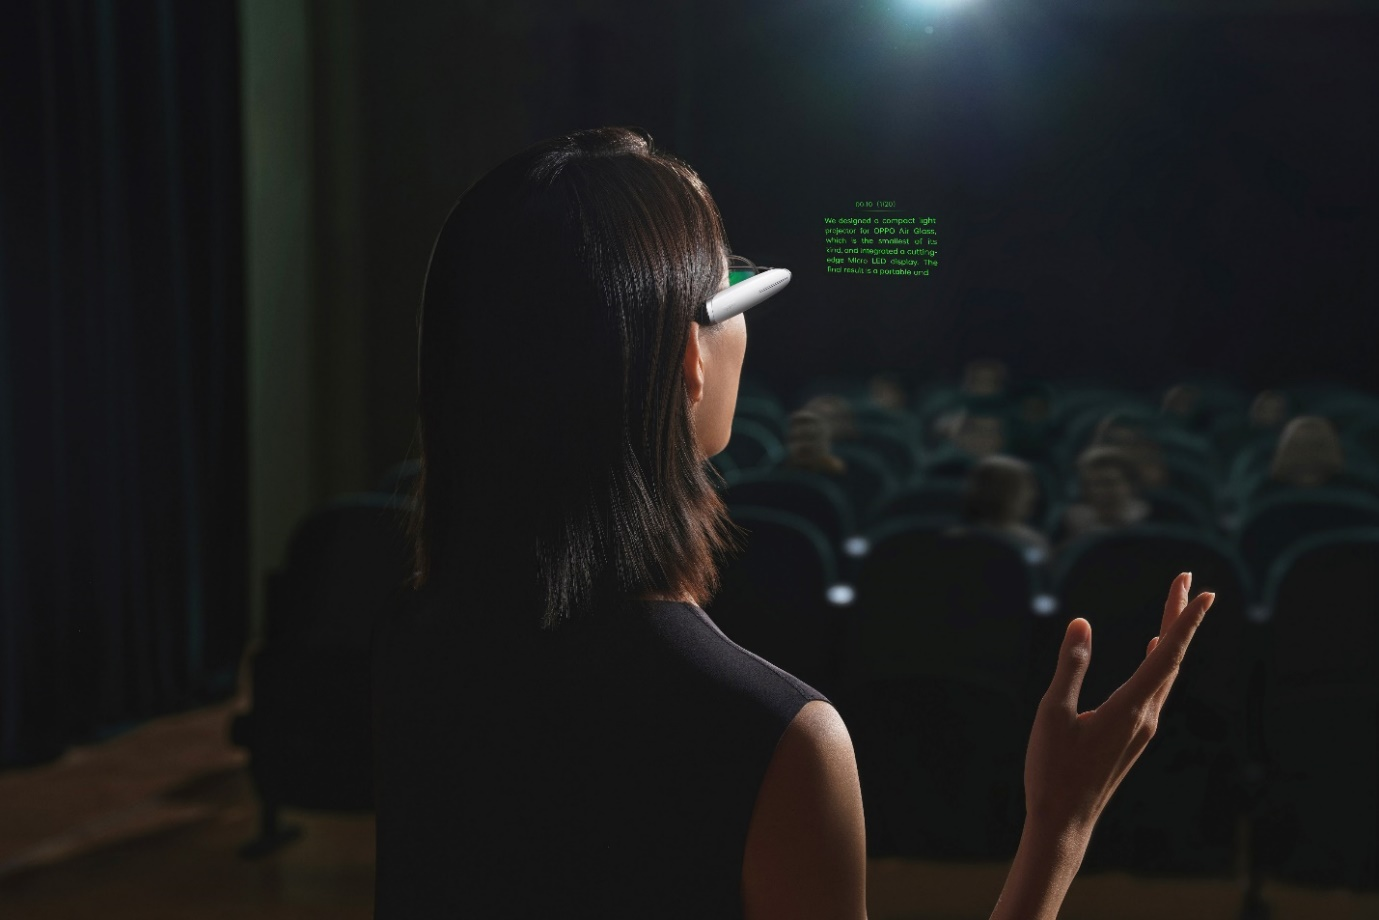 00:10 (1/20)
We designed a compact light
projector for OPPO Air Glass,
which is the smallest of its
kind, and integrated a cutting-
edge Micro LED display. The
final result is a portable and